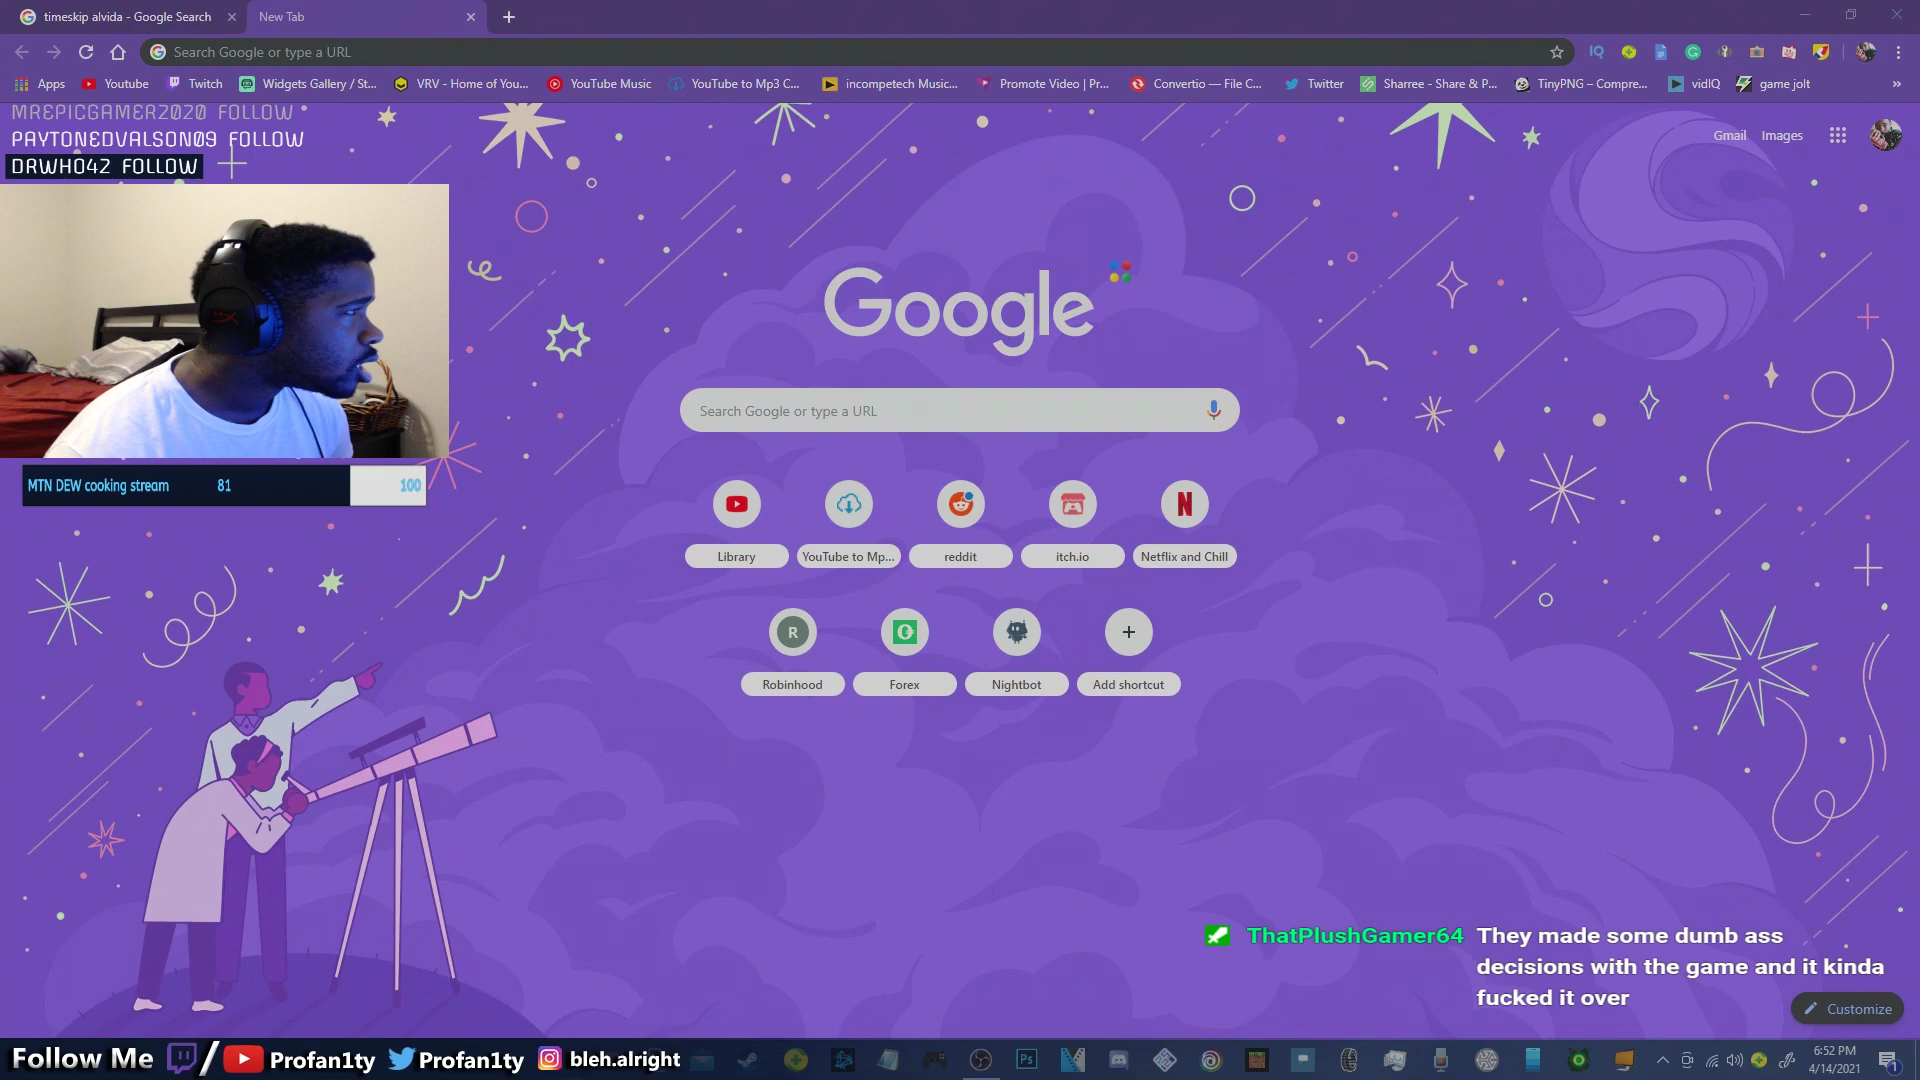 timeskip alvida - Google Search
New Tab
Search Google or type a URL
Apps
Youtube
Twitch
Widgets Gallery / St...
VRV - Home of You...
YouTube Music
YouTube to Mp3 C...
incompetech Music...
Promote Video | Pr...
Convertio — File C...
Twitter
Sharree - Share & P...
TinyPNG – Compre...
vidIQ
game jolt
»
MREPICGAMER2020 FOLLOW
PAYTONEDVALSON09 FOLLOW
DRWHO42 FOLLOW
Gmail Images
Google
Search Google or type a URL
MTN DEW cooking stream 81 100
Library
YouTube to Mp...
reddit
itch.io
Netflix and Chill
R
Robinhood
Forex
Nightbot
Add shortcut
ThatPlushGamer64 They made some dumb ass
decisions with the game and it kinda
fucked it over
Customize
Follow Me / Profan1ty Profan1ty bleh.alright
Ps
6:52 PM
4/14/2021